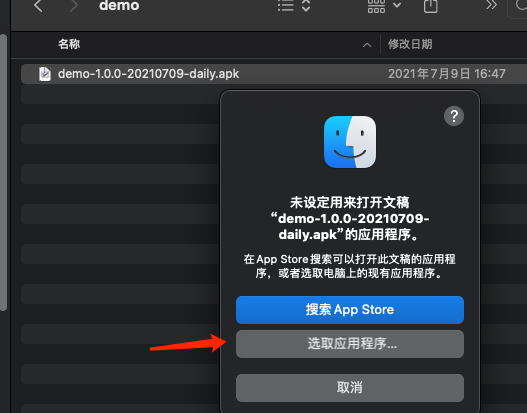 demo
名称
修改日期
demo-1.0.0-20210709-daily.apk
2021年7月9日 16:47
?
未设定用来打开文稿
“demo-1.0.0-20210709-
daily.apk”的应用程序。
在 App Store 搜索可以打开此文稿的应用程
序，或者选取电脑上的现有应用程序。
搜索 App Store
选取应用程序...
取消